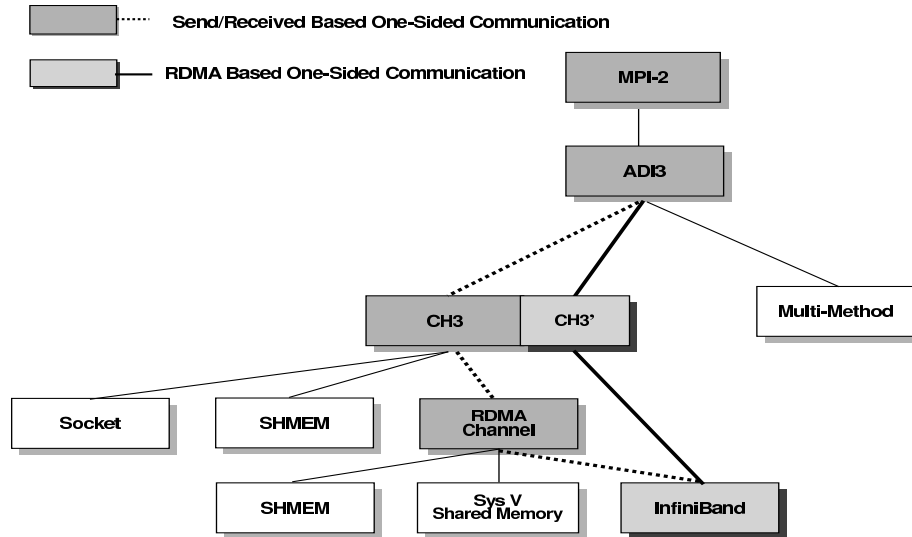 Send/Received Based One-Sided Communication
RDMA Based One-Sided Communication
MPI-2
ADI3
CH3
CH3’
Multi-Method
Socket
SHMEM
RDMA
Channel
SHMEM
Sys V
Shared Memory
InfiniBand